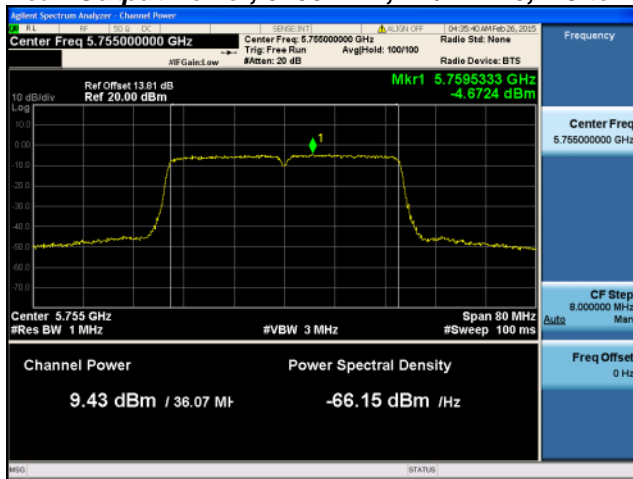 Agilent Spectrum Analyzer - Channel Power
RL RF 50 Ω DC SENSE:INT ALIGN OFF 04:35:40 AM Feb 26, 2015
Center Freq 5.755000000 GHz
Center Freq: 5.755000000 GHz Radio Std: None
Trig: Free Run Avg|Hold: 100/100
#IFGain:Low #Atten: 20 dB Radio Device: BTS
Frequency
Mkr1 5.7595333 GHz
-4.6724 dBm
Ref Offset 13.81 dB
10 dB/div Ref 20.00 dBm
Log
10.0
0.00
-10.0
-20.0
-30.0
-40.0
-50.0
-60.0
-70.0
1
Center Freq
5.755000000 GHz
Center 5.755 GHz Span 80 MHz
#Res BW 1 MHz #VBW 3 MHz #Sweep 100 ms
CF Step
8.000000 MHz
Auto Man
Channel Power Power Spectral Density
9.43 dBm / 36.07 MH -66.15 dBm /Hz
Freq Offset
0 Hz
MSG STATUS